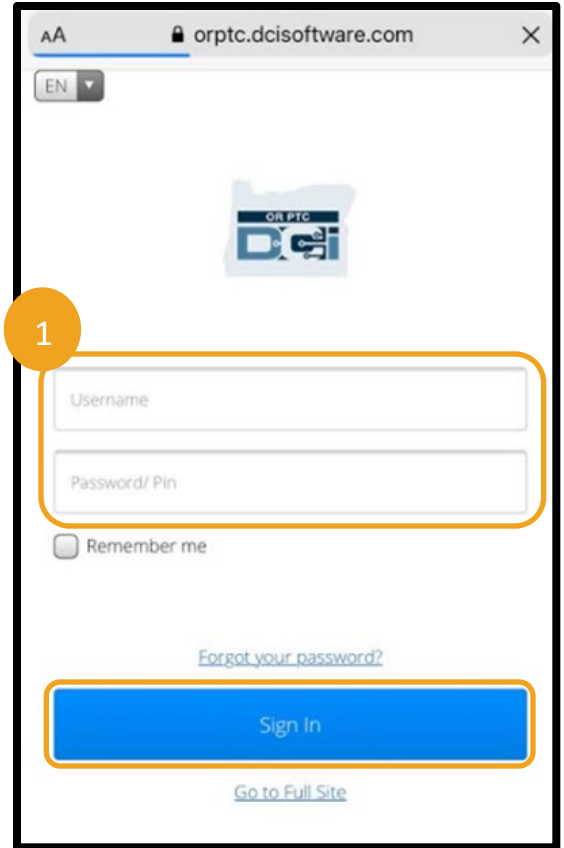 AA orptc.dcisoftware.com
EN
OR PTC
DCi
1
Username
Password/ Pin
Remember me
Forgot your password?
Sign In
Go to Full Site